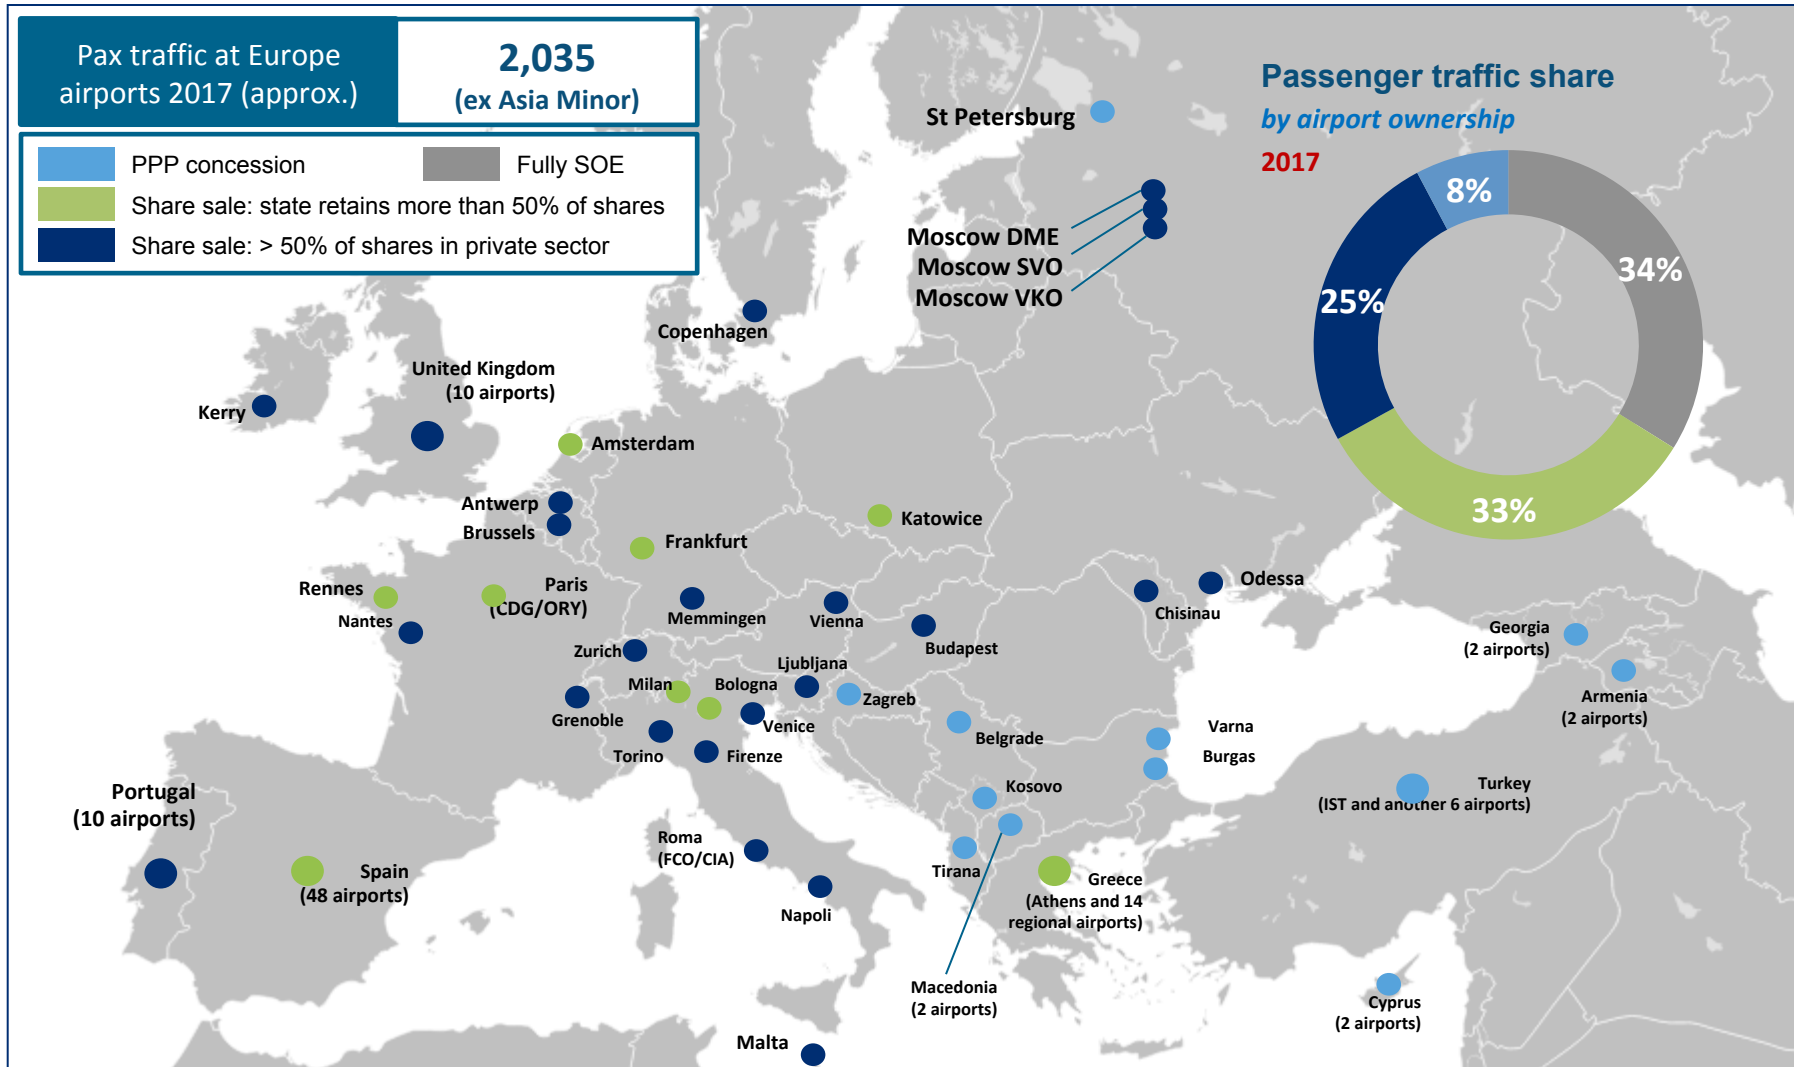 Pax traffic at Europe
airports 2017 (approx.)
2,035
(ex Asia Minor)
PPP concession
Fully SOE
Share sale: state retains more than 50% of shares
Share sale: > 50% of shares in private sector
Passenger traffic share
by airport ownership
2017
8%
34%
25%
33%
St Petersburg
Moscow DME
Moscow SVO
Moscow VKO
Copenhagen
United Kingdom
(10 airports)
Kerry
Amsterdam
Antwerp
Brussels
Katowice
Frankfurt
Rennes
Paris
(CDG/ORY)
Nantes
Memmingen
Vienna
Budapest
Chisinau
Odessa
Zurich
Ljubljana
Milan
Bologna
Zagreb
Grenoble
Venice
Torino
Firenze
Belgrade
Varna
Burgas
Georgia
(2 airports)
Armenia
(2 airports)
Kosovo
Turkey
(IST and another 6 airports)
Portugal
(10 airports)
Spain
(48 airports)
Roma
(FCO/CIA)
Napoli
Tirana
Greece
(Athens and 14
regional airports)
Macedonia
(2 airports)
Cyprus
(2 airports)
Malta